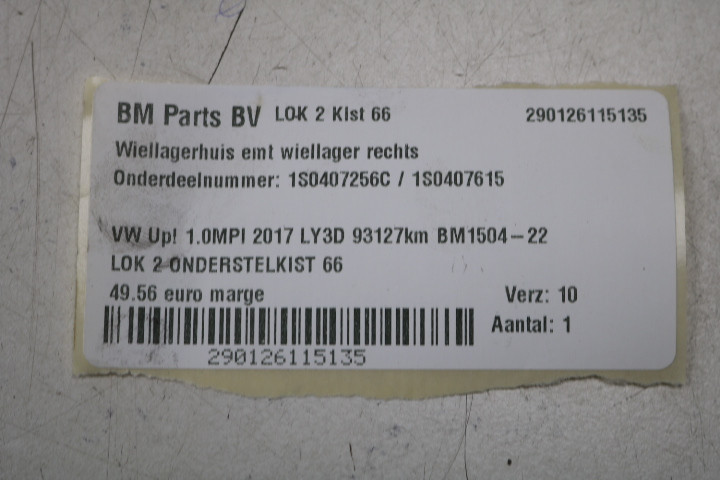 BM Parts BV LOK 2 Kist 66 290126115135
Wiellagerhuis emt wiellager rechts
Onderdeelnummer: 1S0407256C / 1S0407615
VW Up! 1.0MPI 2017 LY3D 93127km BM1504-22
LOK 2 ONDERSTELKIST 66
49.56 euro marge Verz: 10
Aantal: 1
290126115135